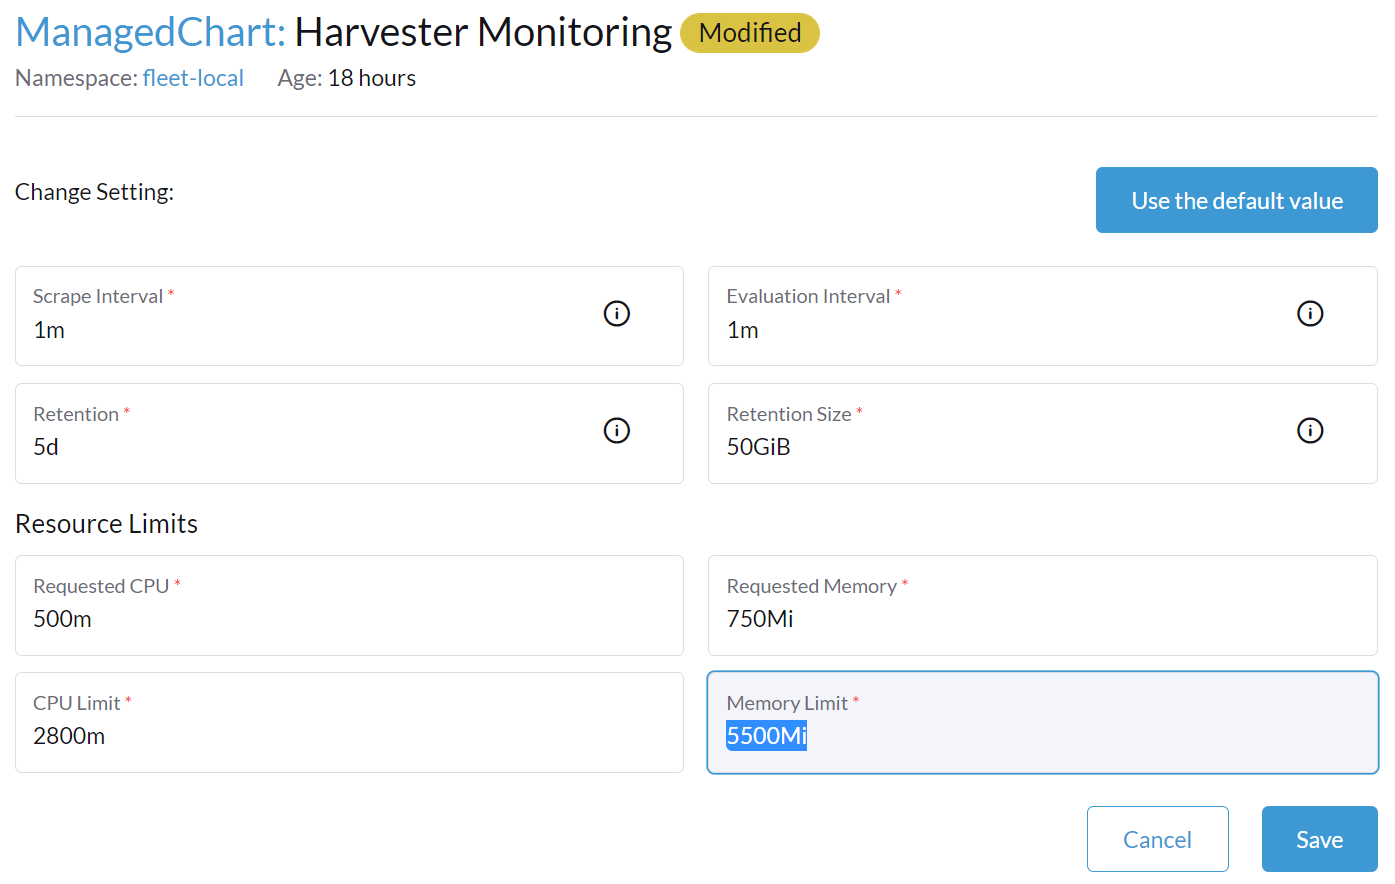 ManagedChart: Harvester Monitoring Modified
Namespace: fleet-local Age: 18 hours
Change Setting:
Use the default value
Scrape Interval *
1m
Evaluation Interval *
1m
Retention *
5d
Retention Size *
50GiB
Resource Limits
Requested CPU *
500m
Requested Memory *
750Mi
CPU Limit *
2800m
Memory Limit *
5500Mi
Cancel
Save